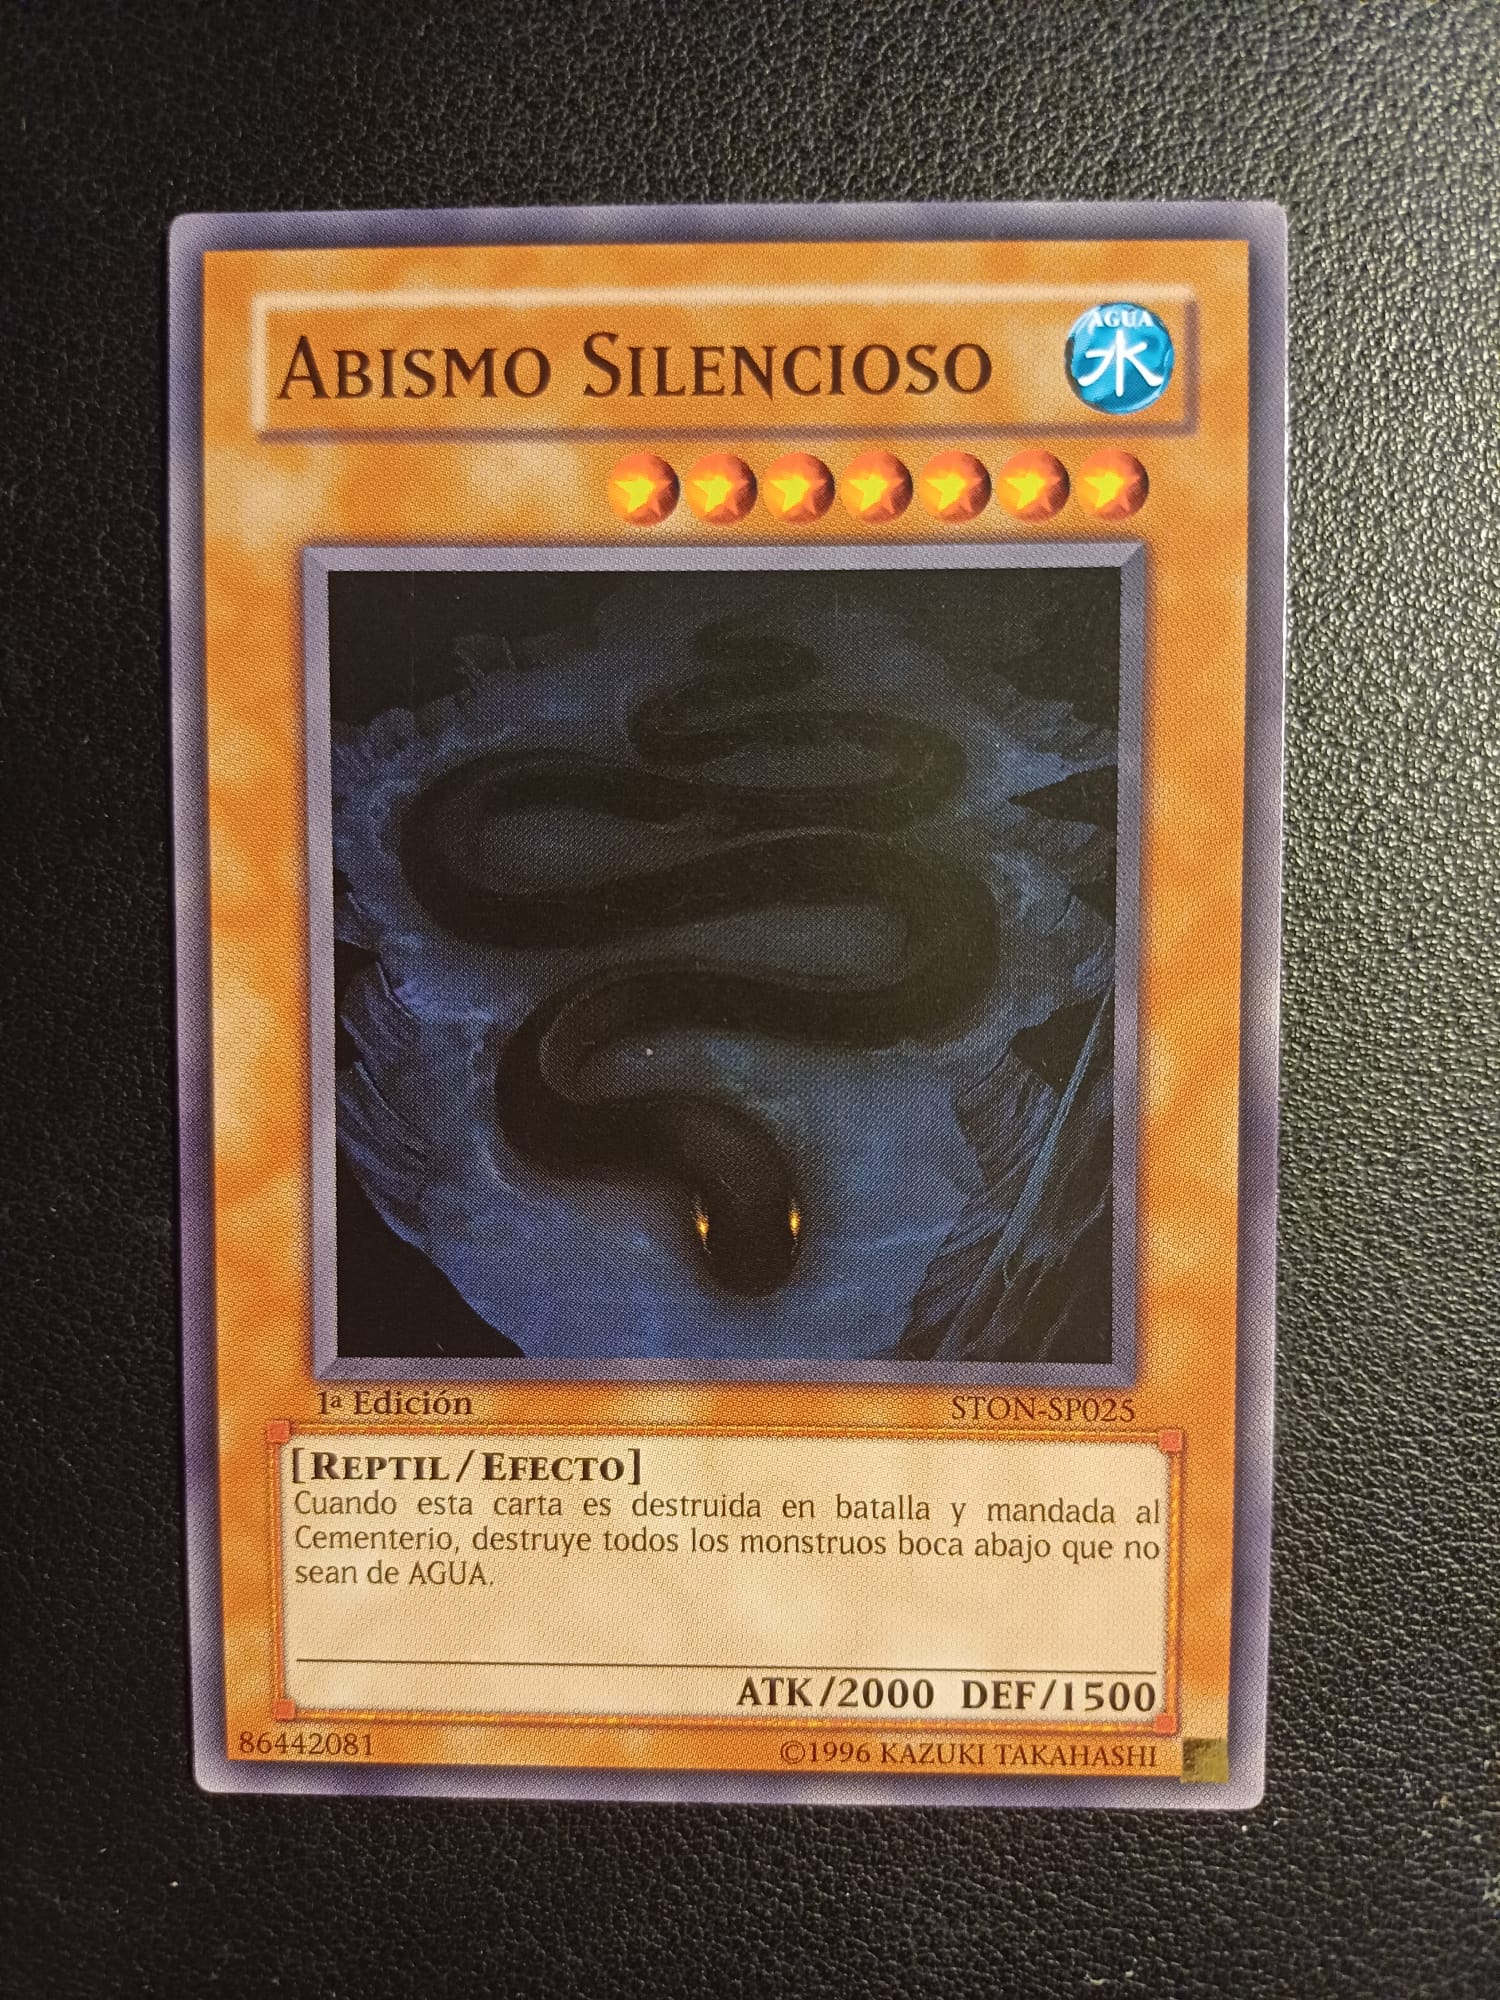 Abismo Silencioso
AGUA
水
1ª Edición
STON-SP025
[Reptil/Efecto]
Cuando esta carta es destruida en batalla y mandada al
Cementerio, destruye todos los monstruos boca abajo que no
sean de AGUA.
ATK/2000 DEF/1500
86442081
©1996 KAZUKI TAKAHASHI